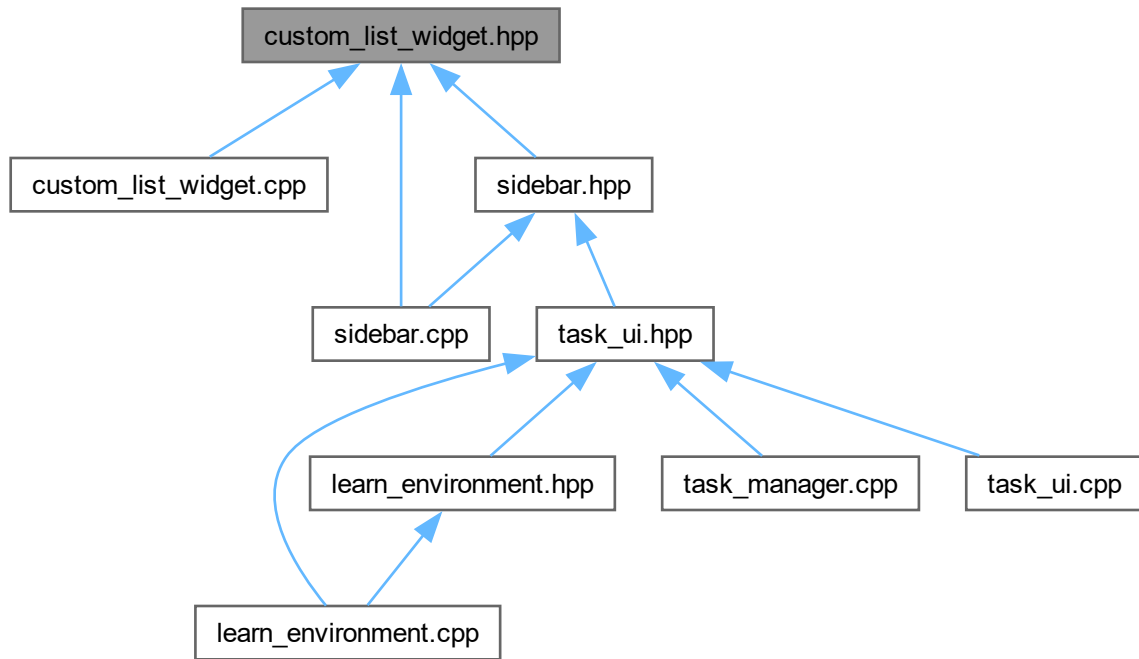 custom_list_widget.hpp
custom_list_widget.cpp
sidebar.hpp
sidebar.cpp
task_ui.hpp
learn_environment.hpp
task_manager.cpp
task_ui.cpp
learn_environment.cpp